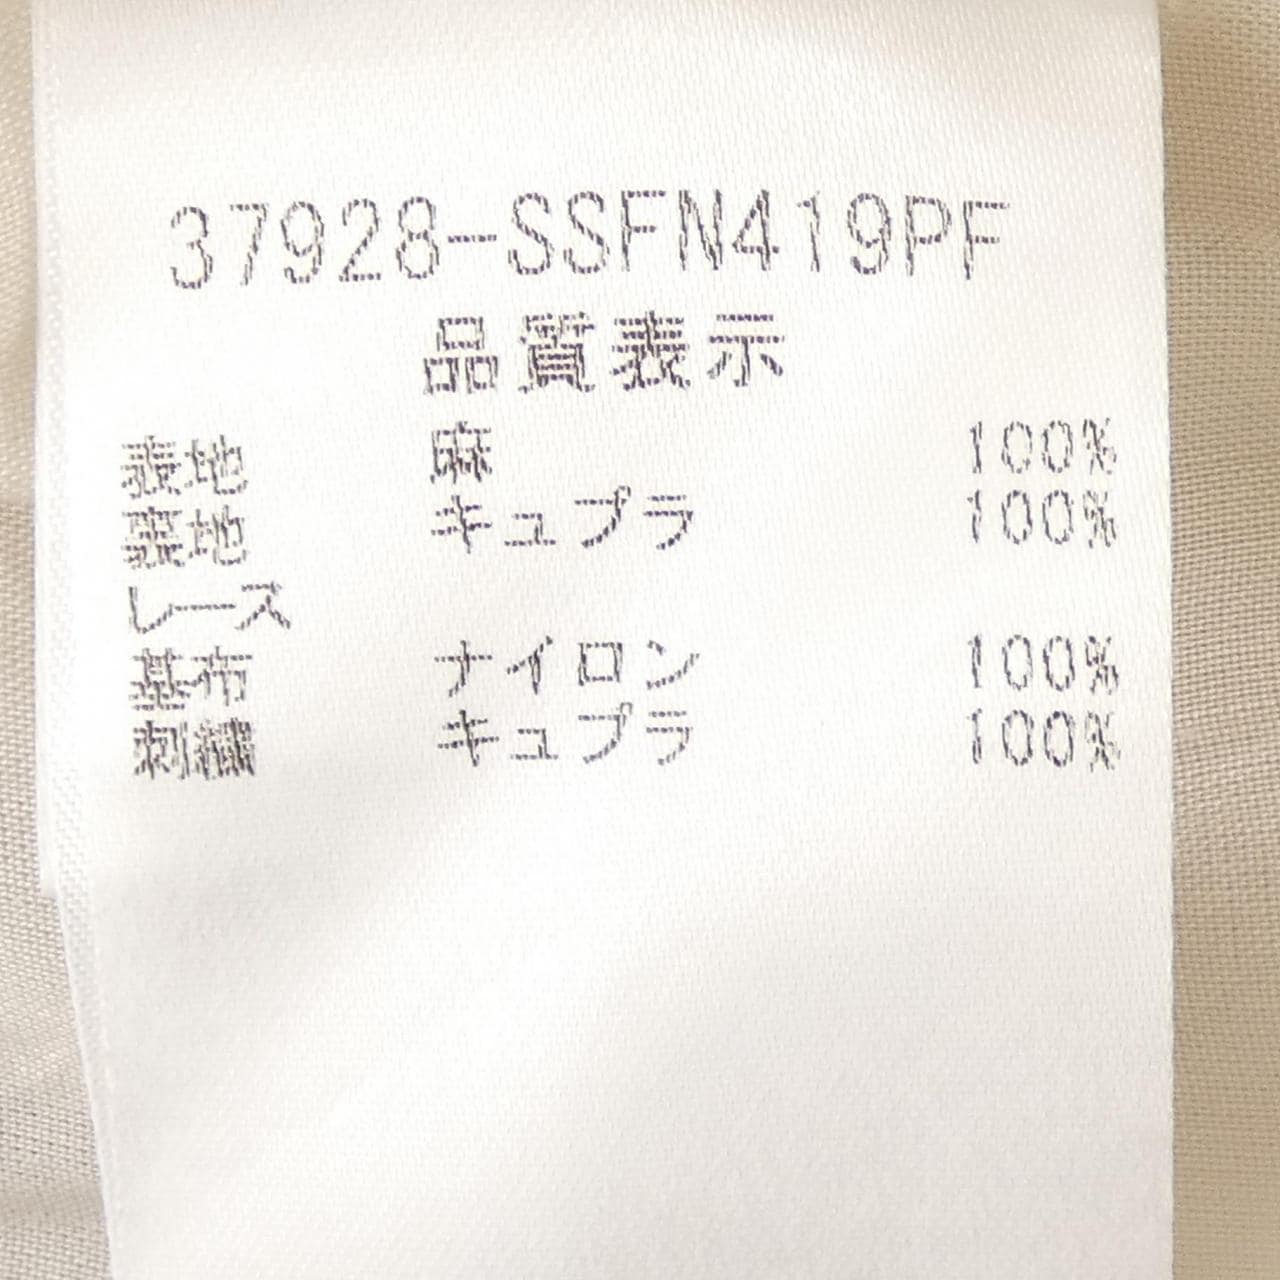 37928-SSFN419PF
品質表示
表地 麻 100%
裏地 キュプラ 100%
レース
基布 ナイロン 100%
刺繍 キュプラ 100%